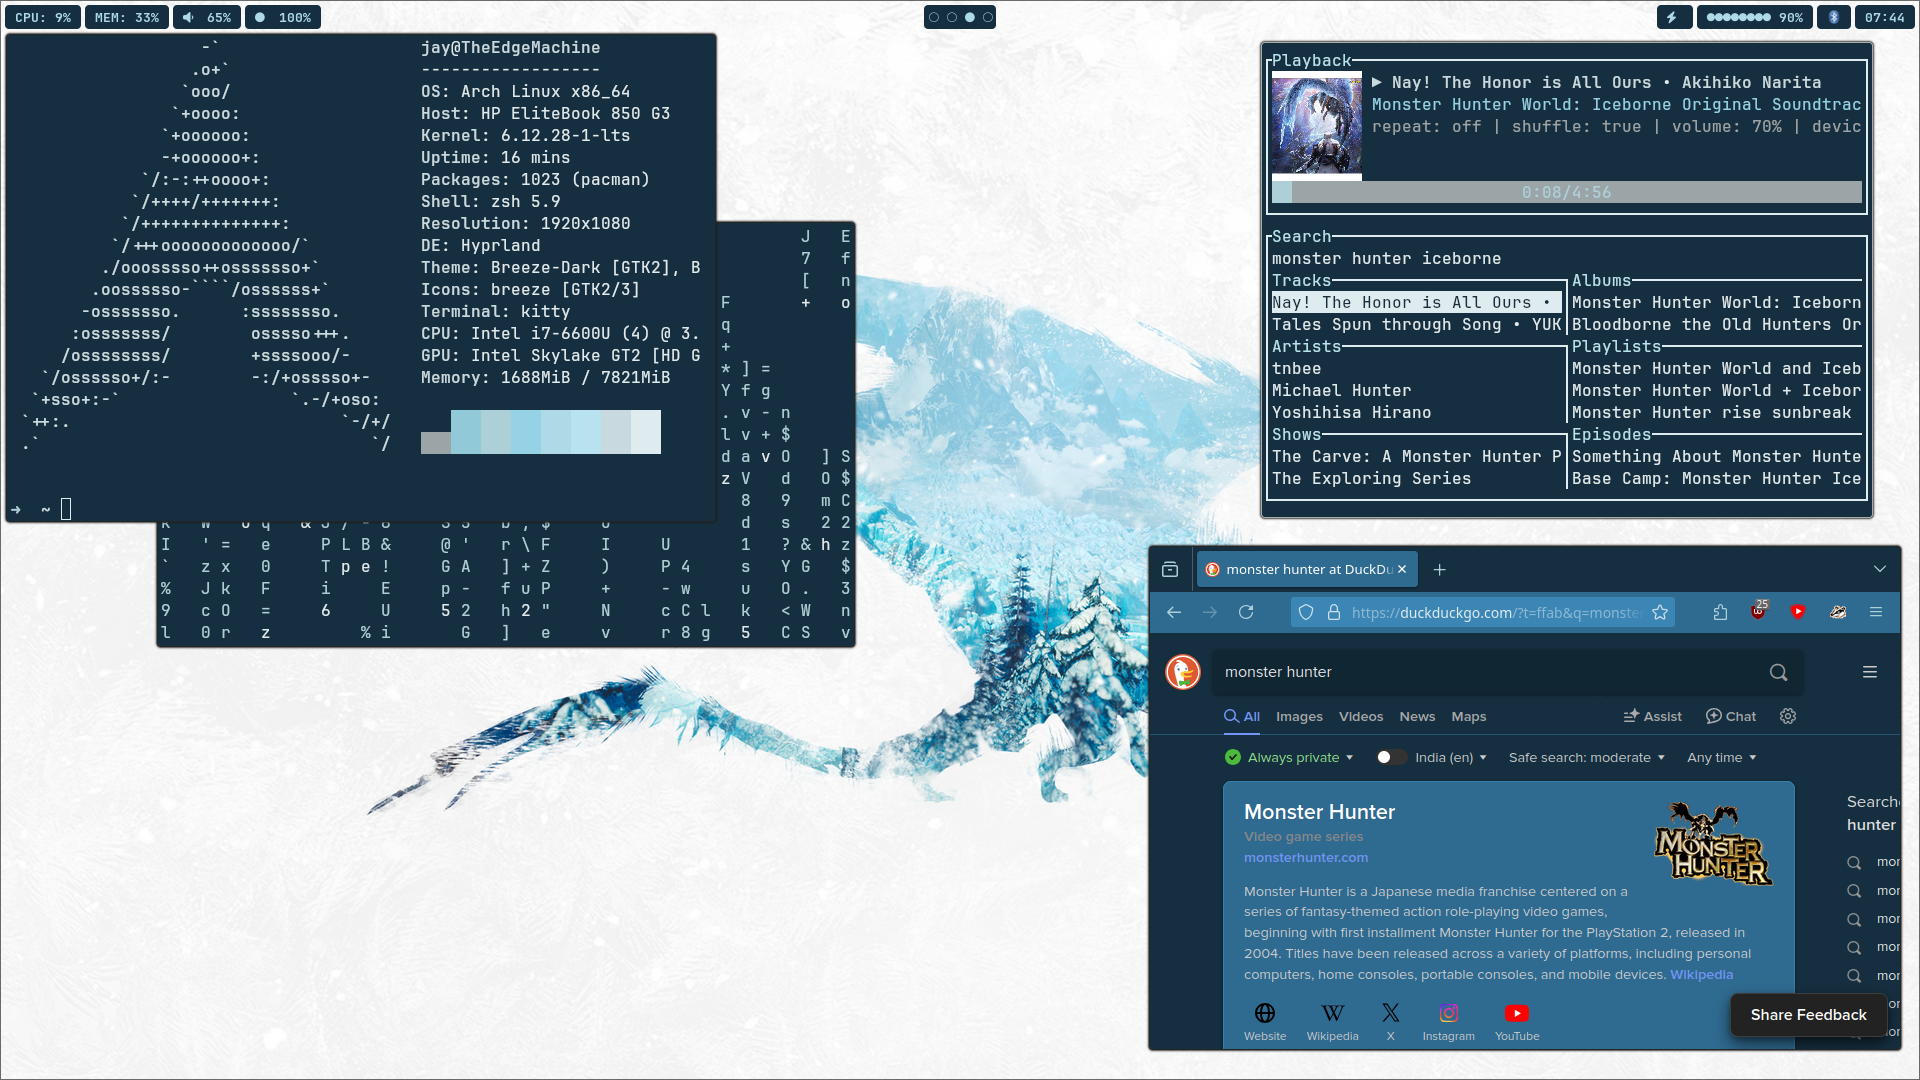 CPU: 9%
MEM: 33%
65%
100%
90%
07:44
jay@TheEdgeMachine
------------------
OS: Arch Linux x86_64
Host: HP EliteBook 850 G3
Kernel: 6.12.28-1-lts
Uptime: 16 mins
Packages: 1023 (pacman)
Shell: zsh 5.9
Resolution: 1920x1080
DE: Hyprland
Theme: Breeze-Dark [GTK2], B
Icons: breeze [GTK2/3]
Terminal: kitty
CPU: Intel i7-6600U (4) @ 3.
GPU: Intel Skylake GT2 [HD G
Memory: 1688MiB / 7821MiB
➜ ~
Playback
▶ Nay! The Honor is All Ours • Akihiko Narita
Monster Hunter World: Iceborne Original Soundtrac
repeat: off | shuffle: true | volume: 70% | devic
0:08/4:56
Search
monster hunter iceborne
Tracks
Nay! The Honor is All Ours •
Tales Spun through Song • YUK
Albums
Monster Hunter World: Iceborn
Bloodborne the Old Hunters Or
Artists
tnbee
Michael Hunter
Yoshihisa Hirano
Playlists
Monster Hunter World and Iceb
Monster Hunter World + Icebor
Monster Hunter rise sunbreak
Shows
The Carve: A Monster Hunter P
The Exploring Series
Episodes
Something About Monster Hunte
Base Camp: Monster Hunter Ice
monster hunter at DuckDu
https://duckduckgo.com/?t=ffab&q=monster
25
monster hunter
All Images Videos News Maps Assist Chat
Always private India (en) Safe search: moderate Any time
Monster Hunter
Video game series
monsterhunter.com
MONSTER HUNTER
Monster Hunter is a Japanese media franchise centered on a
series of fantasy-themed action role-playing video games,
beginning with first installment Monster Hunter for the PlayStation 2, released in
2004. Titles have been released across a variety of platforms, including personal
computers, home consoles, portable consoles, and mobile devices. Wikipedia
Website Wikipedia X Instagram YouTube
Search
hunter
mor
mor
mor
mor
mor
Share Feedback